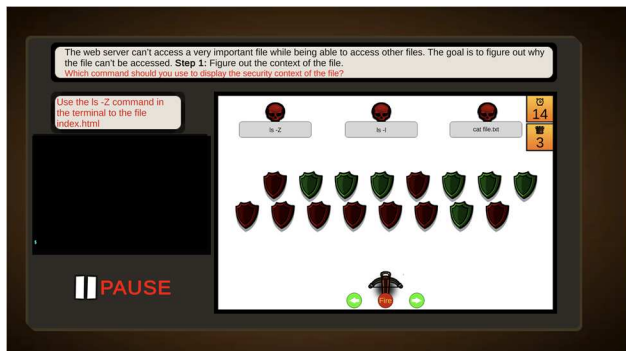 The web server can't access a very important file while being able to access other files. The goal is to figure out why
the file can't be accessed. Step 1: Figure out the context of the file.
Which command should you use to display the security context of the file?
Use the ls -Z command in
the terminal to the file
index.html
ls -Z
ls -l
cat file.txt
14
3
Fire
PAUSE